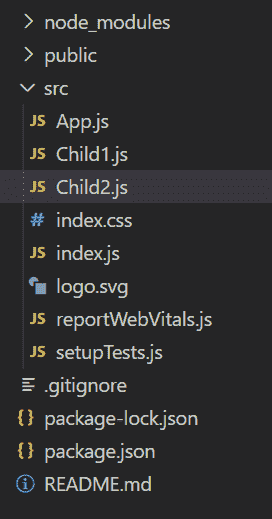 node_modules
public
src
JS App.js
JS Child1.js
JS Child2.js
# index.css
JS index.js
logo.svg
JS reportWebVitals.js
JS setupTests.js
.gitignore
{} package-lock.json
{} package.json
README.md